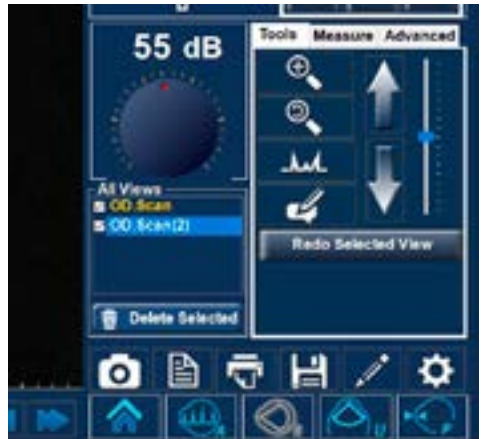 55 dB
Tools Measure Advanced
All Views
OD.Scan
OD.Scan(2)
Redo Selected View
Delete Selected